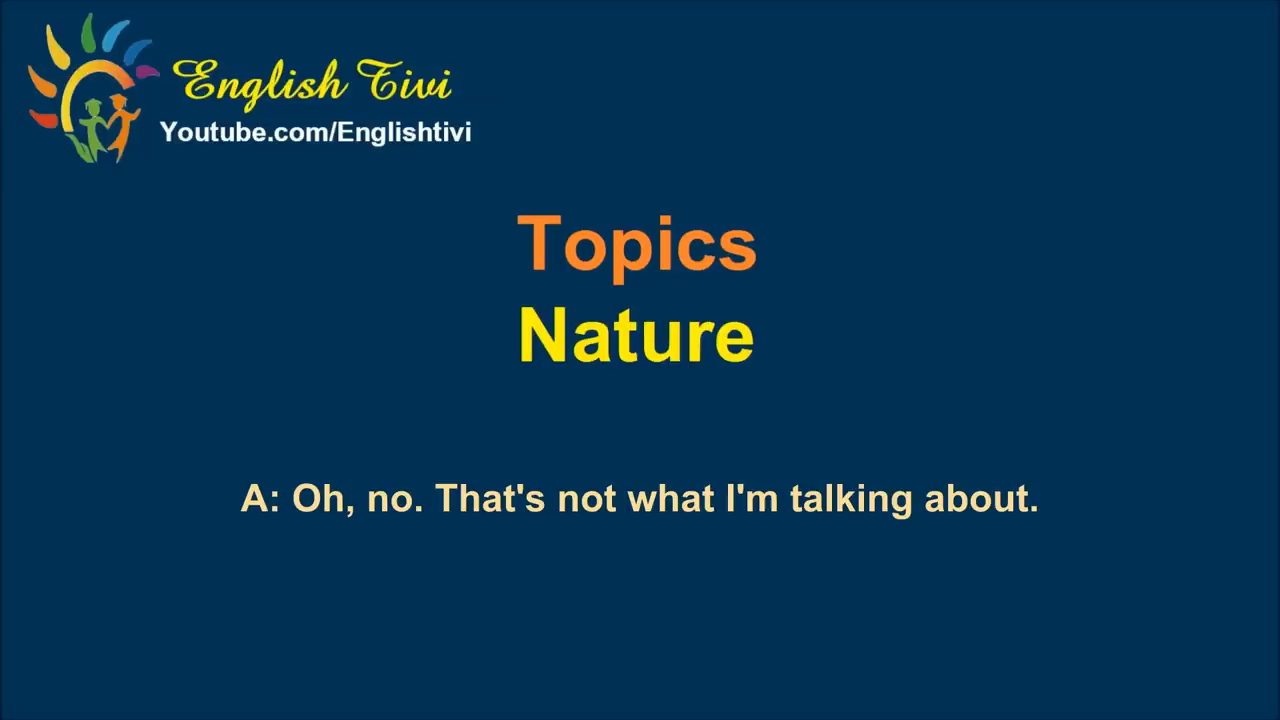 English Tivi
Youtube.com/Englishtivi
Topics
Nature
A: Oh, no. That's not what I'm talking about.